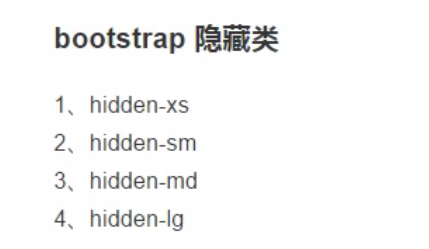 bootstrap 隐藏类
1、hidden-xs
2、hidden-sm
3、hidden-md
4、hidden-lg